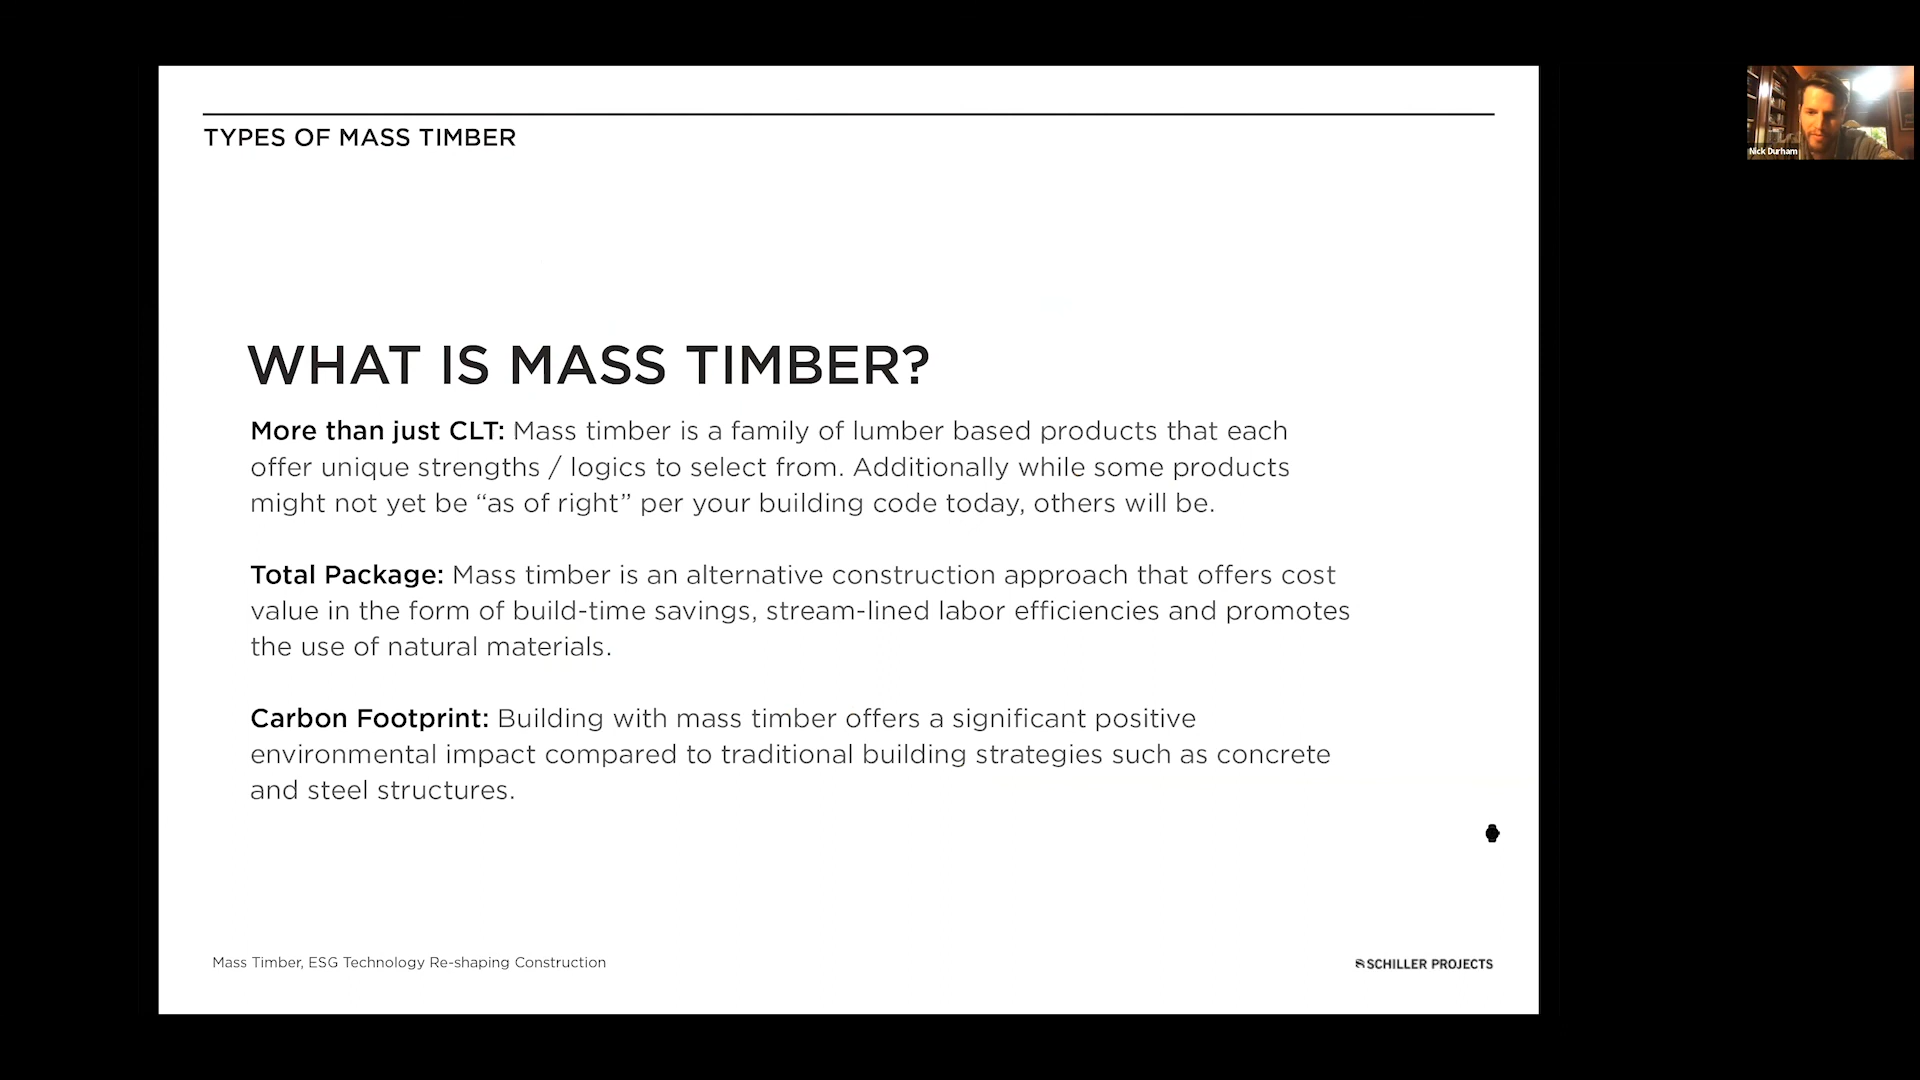 TYPES OF MASS TIMBER
Nick Durham
WHAT IS MASS TIMBER?
More than just CLT: Mass timber is a family of lumber based products that each
offer unique strengths / logics to select from. Additionally while some products
might not yet be “as of right” per your building code today, others will be.
Total Package: Mass timber is an alternative construction approach that offers cost
value in the form of build-time savings, stream-lined labor efficiencies and promotes
the use of natural materials.
Carbon Footprint: Building with mass timber offers a significant positive
environmental impact compared to traditional building strategies such as concrete
and steel structures.
Mass Timber, ESG Technology Re-shaping Construction
SCHILLER PROJECTS